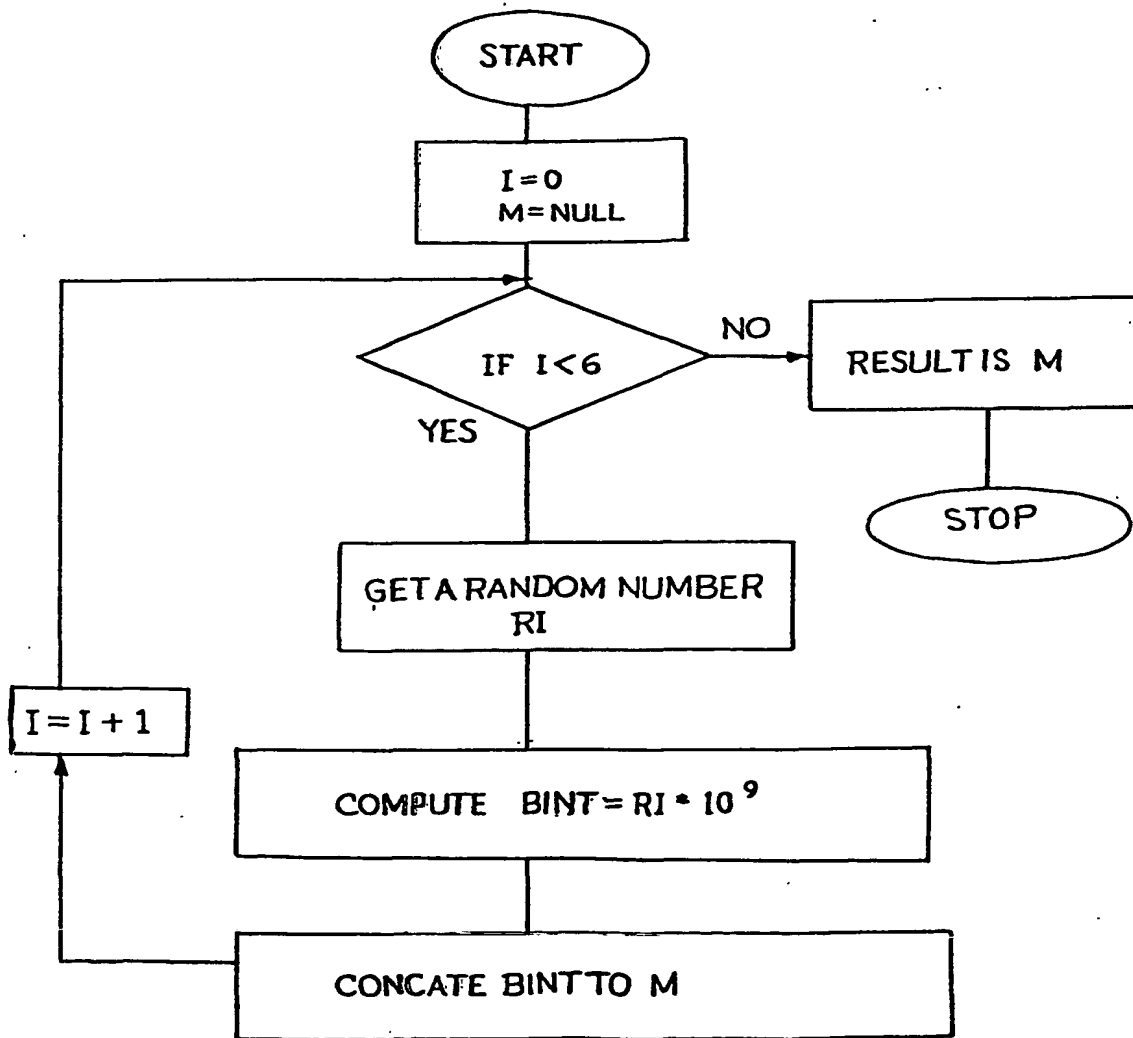 START
I=0
M=NULL
IF I<6
NO
YES
RESULT IS M
STOP
GET A RANDOM NUMBER
RI
I=I+1
COMPUTE BINT=RI*10⁹
CONCATE BINT TO M